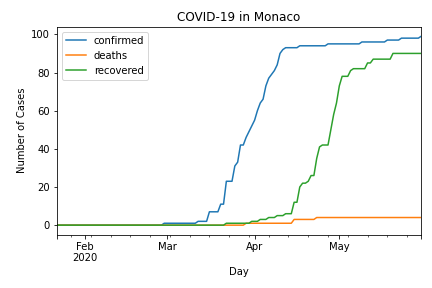 COVID-19 in Monaco
100
80
60
40
20
0
Number of Cases
confirmed
deaths
recovered
Feb
2020
Mar
Apr
May
Day